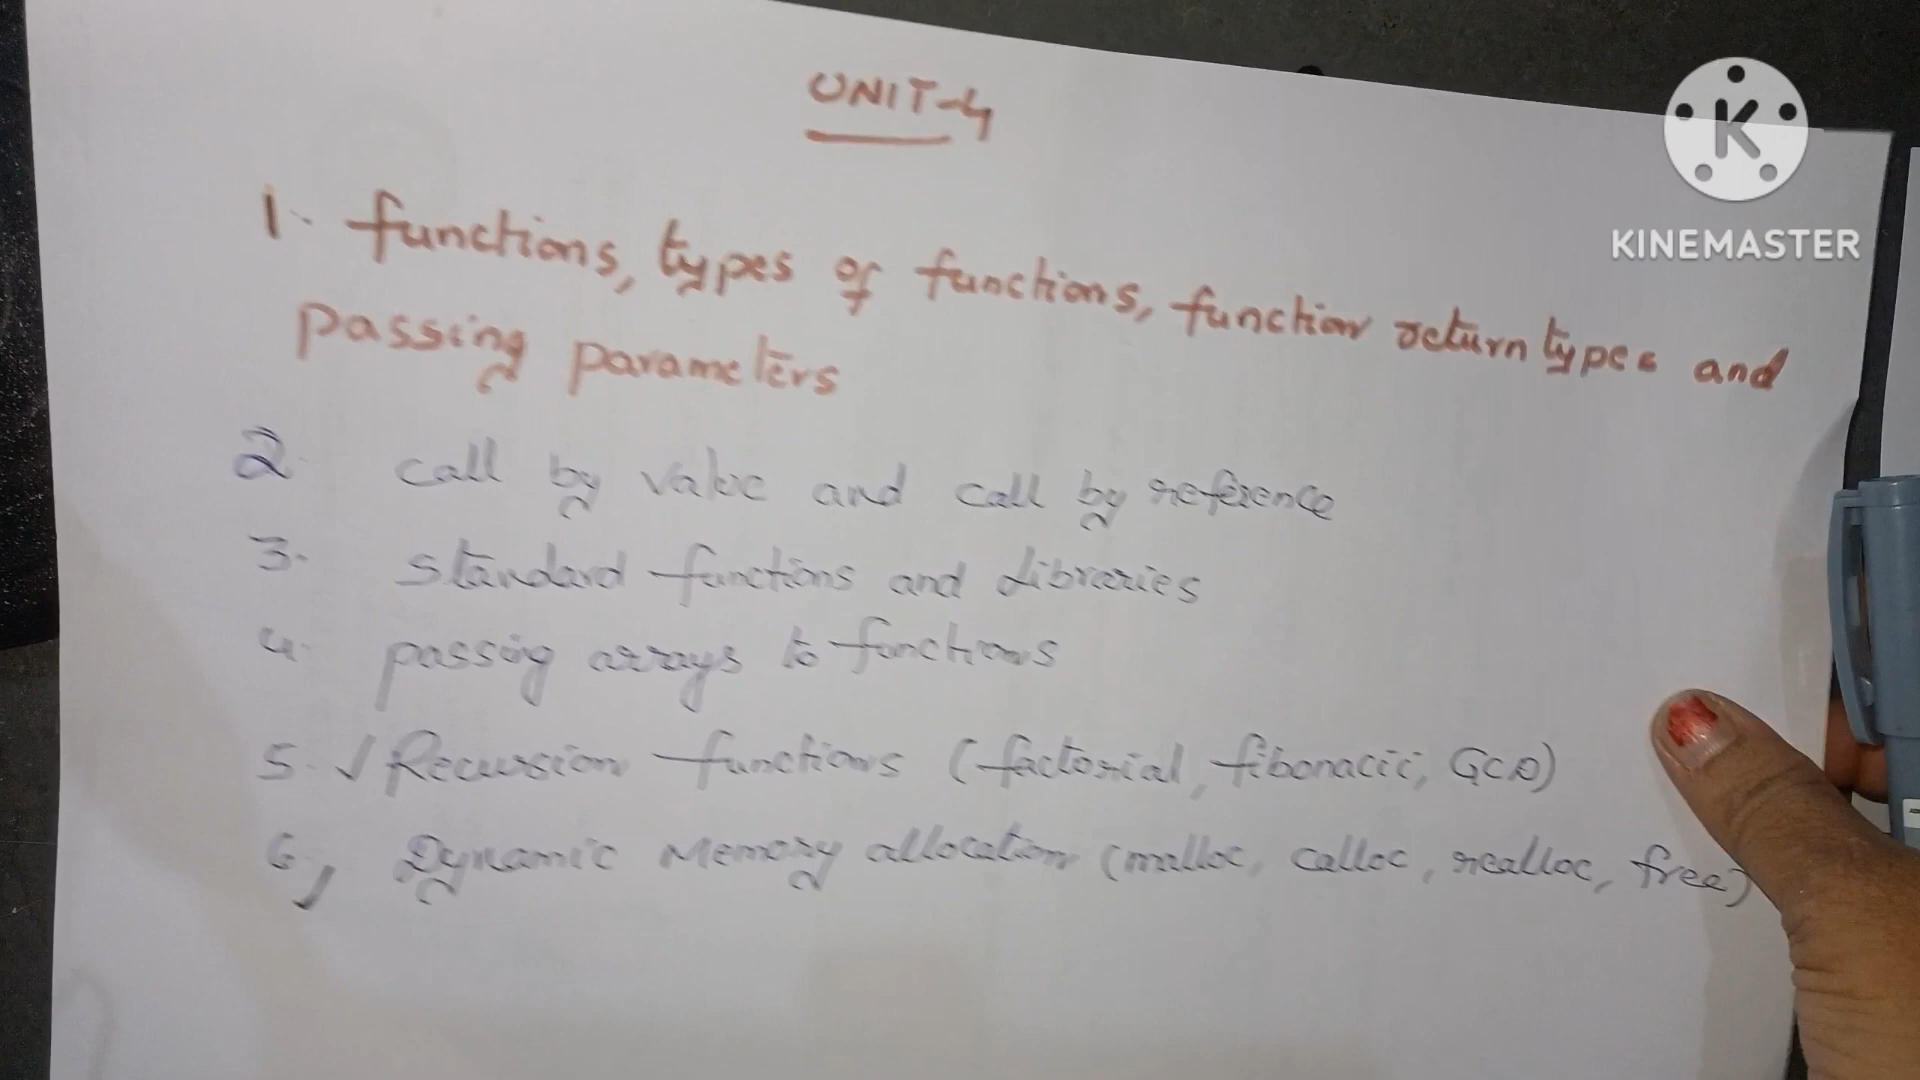 UNIT-4
1. functions, types of functions, function return types and
passing parameters
2. call by value and call by reference
3. standard functions and Libraries
4. passing arrays to functions
5. √ Recursion functions (factorial, fibonacii, GCD)
6, Dynamic Memory allocation (malloc, calloc, realloc, free)
KINEMASTER